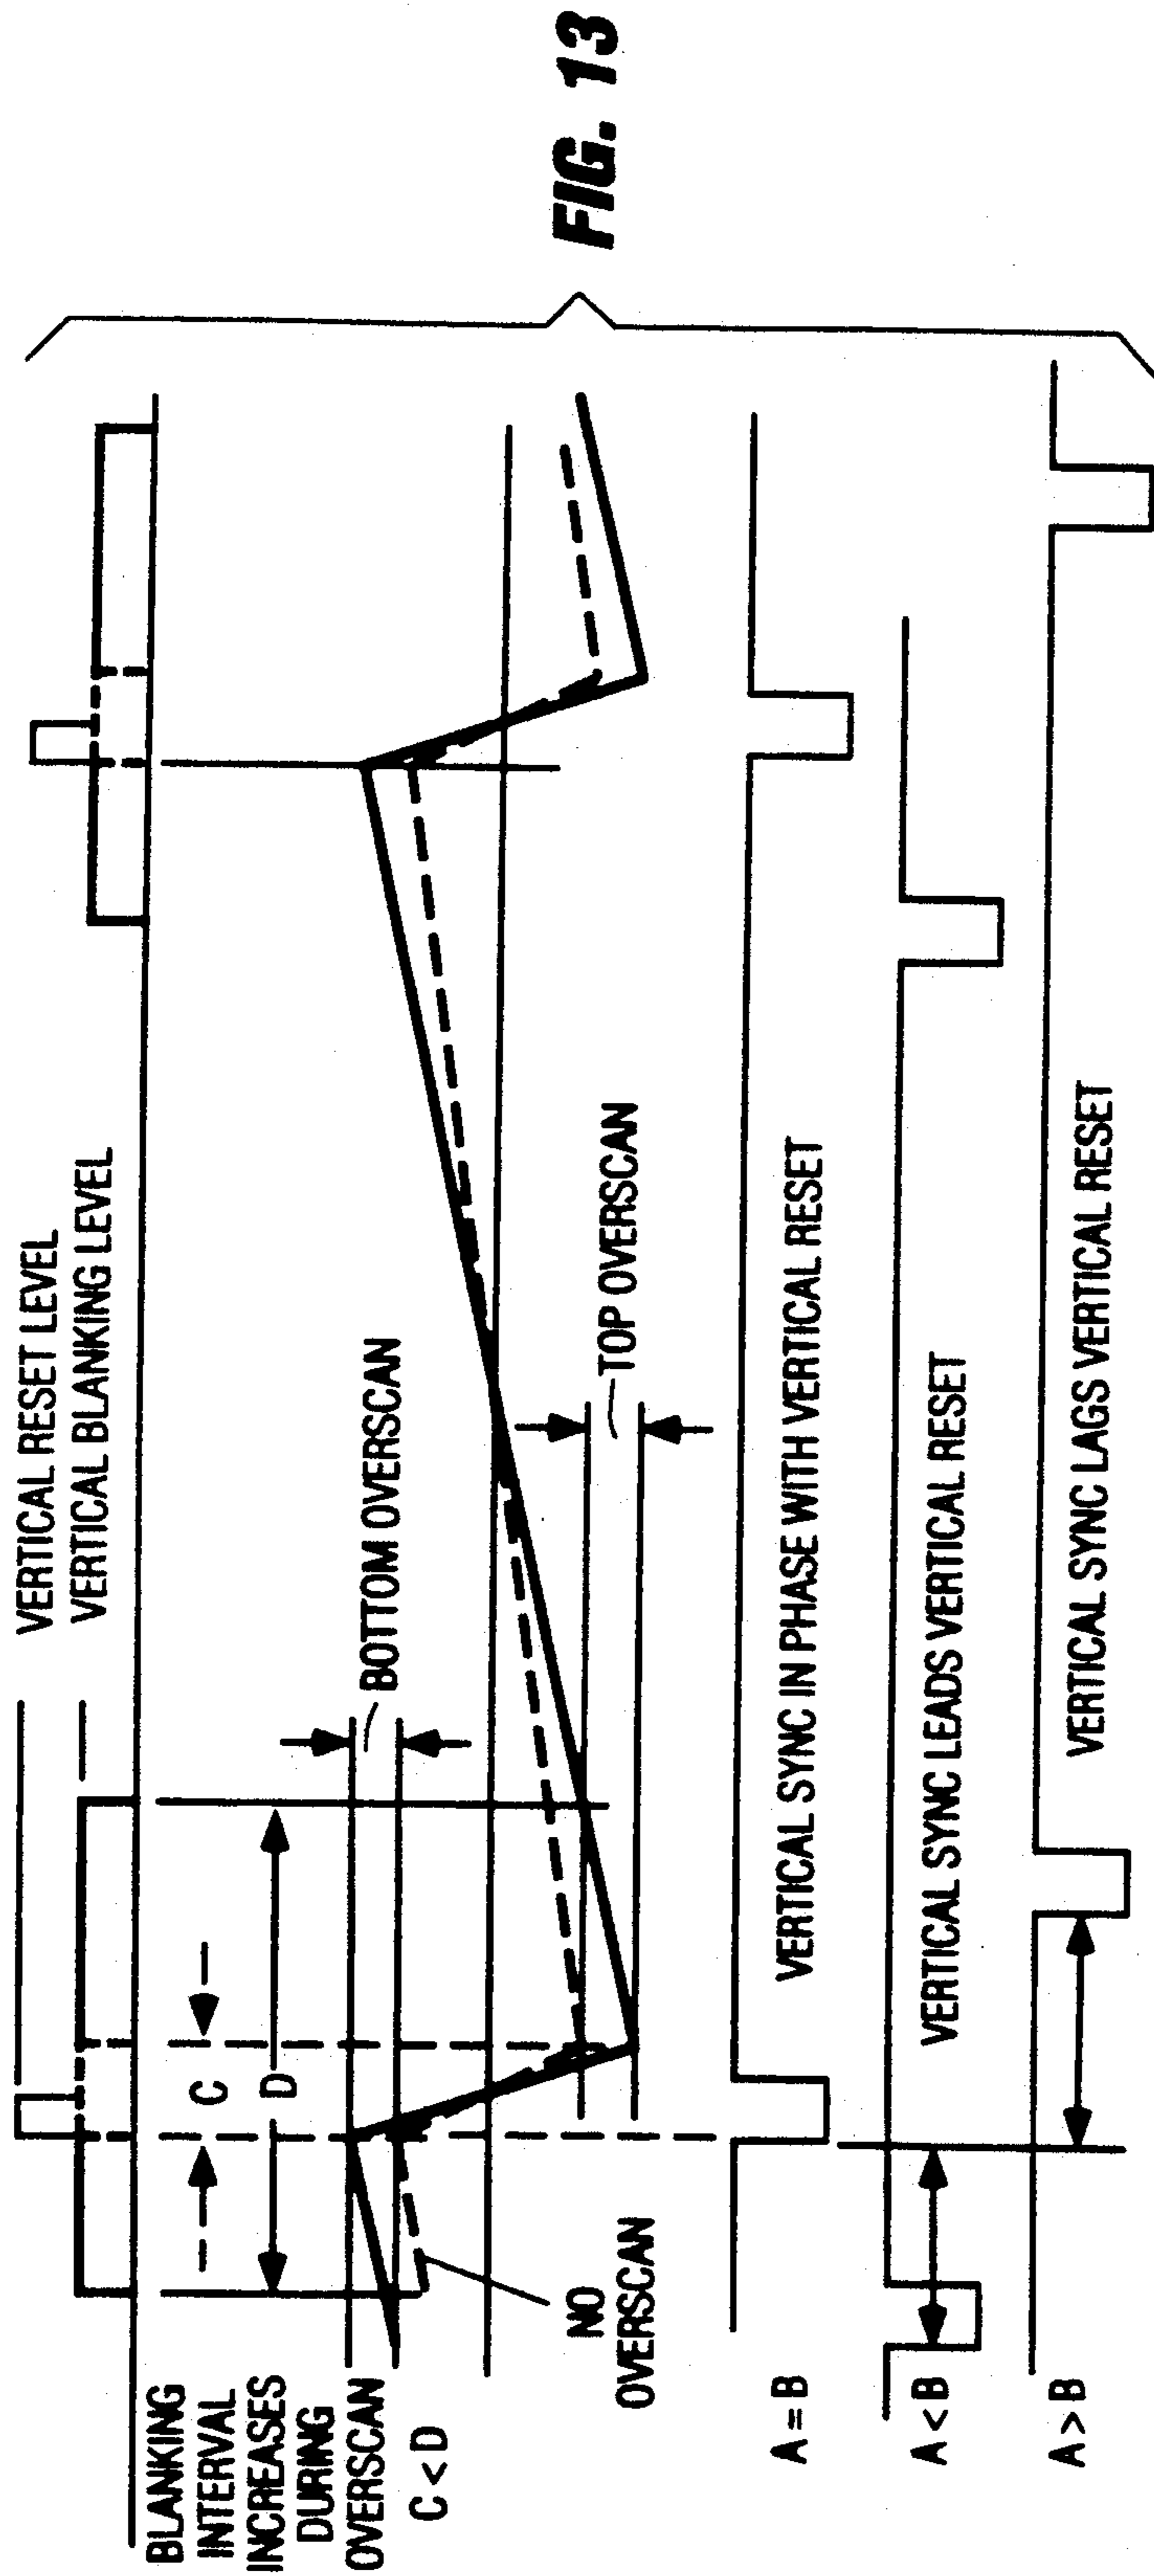 VERTICAL RESET LEVEL
VERTICAL BLANKING LEVEL
BLANKING
INTERVAL
INCREASES
DURING
OVERSCAN
C < D
C
D
BOTTOM OVERSCAN
NO
OVERSCAN
TOP OVERSCAN
A = B
VERTICAL SYNC IN PHASE WITH VERTICAL RESET
A < B
VERTICAL SYNC LEADS VERTICAL RESET
A > B
VERTICAL SYNC LAGS VERTICAL RESET
FIG. 13